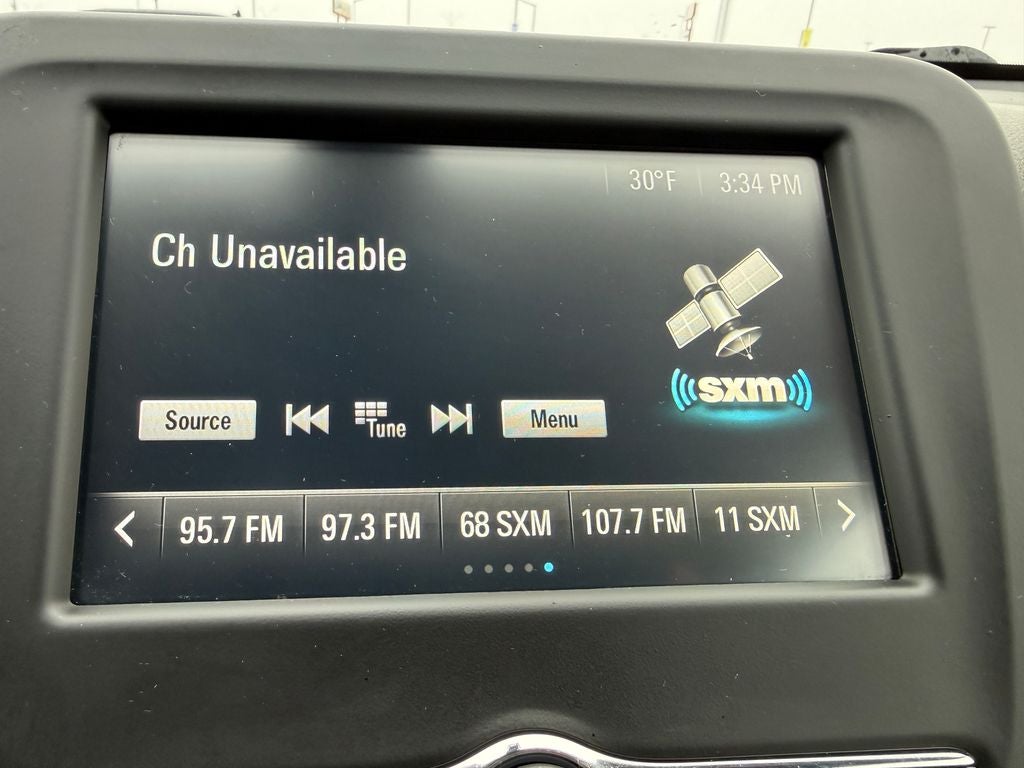 30°F 3:34 PM
Ch Unavailable
sxm
Source Tune Menu
95.7 FM 97.3 FM 68 SXM 107.7 FM 11 SXM